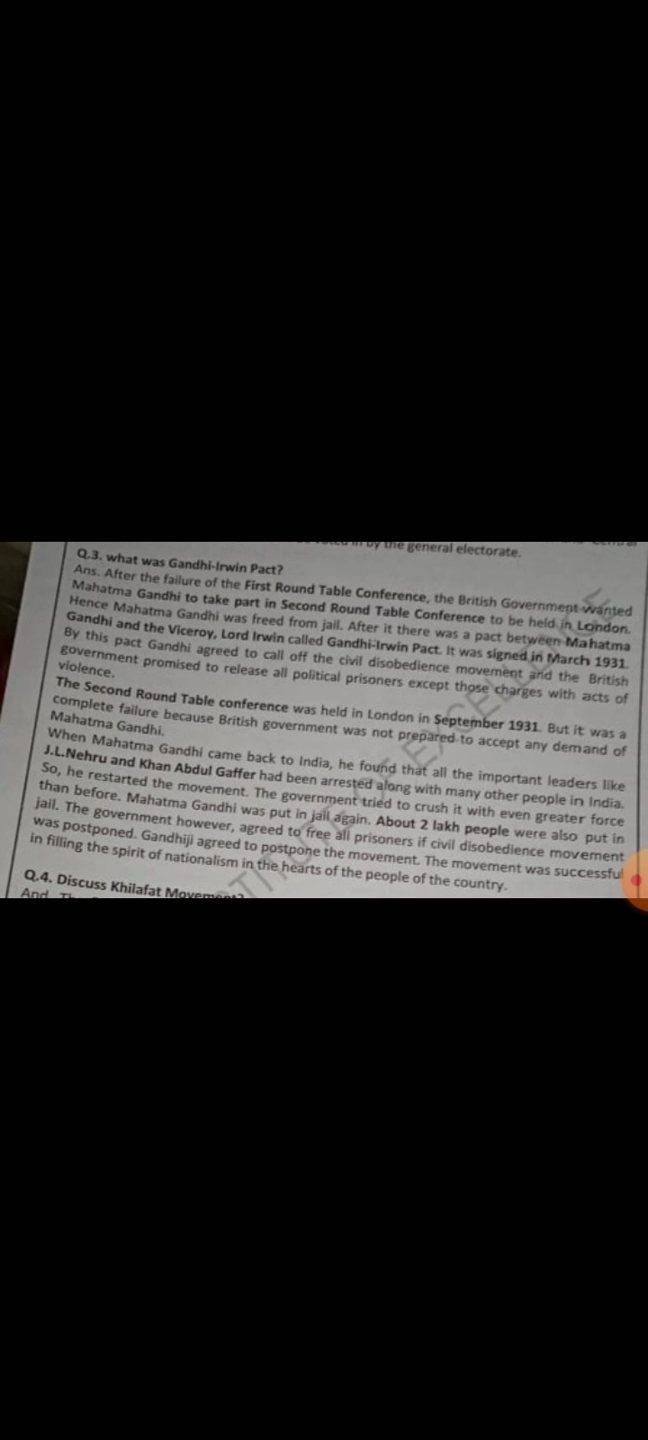 by the general electorate.
Q.3. what was Gandhi-Irwin Pact?
Ans. After the failure of the First Round Table Conference, the British Government wanted
Mahatma Gandhi to take part in Second Round Table Conference to be held in London.
Hence Mahatma Gandhi was freed from jail. After it there was a pact between Mahatma
Gandhi and the Viceroy, Lord Irwin called Gandhi-Irwin Pact. It was signed in March 1931.
By this pact Gandhi agreed to call off the civil disobedience movement and the British
government promised to release all political prisoners except those charges with acts of
violence.
The Second Round Table conference was held in London in September 1931. But it was a
complete failure because British government was not prepared to accept any demand of
Mahatma Gandhi.
When Mahatma Gandhi came back to India, he found that all the important leaders like
J.L.Nehru and Khan Abdul Gaffer had been arrested along with many other people in India.
So, he restarted the movement. The government tried to crush it with even greater force
than before. Mahatma Gandhi was put in jail again. About 2 lakh people were also put in
jail. The government however, agreed to free all prisoners if civil disobedience movement
was postponed. Gandhiji agreed to postpone the movement. The movement was successful
in filling the spirit of nationalism in the hearts of the people of the country.
Q.4. Discuss Khilafat Movement?
OF EXCELLENCE